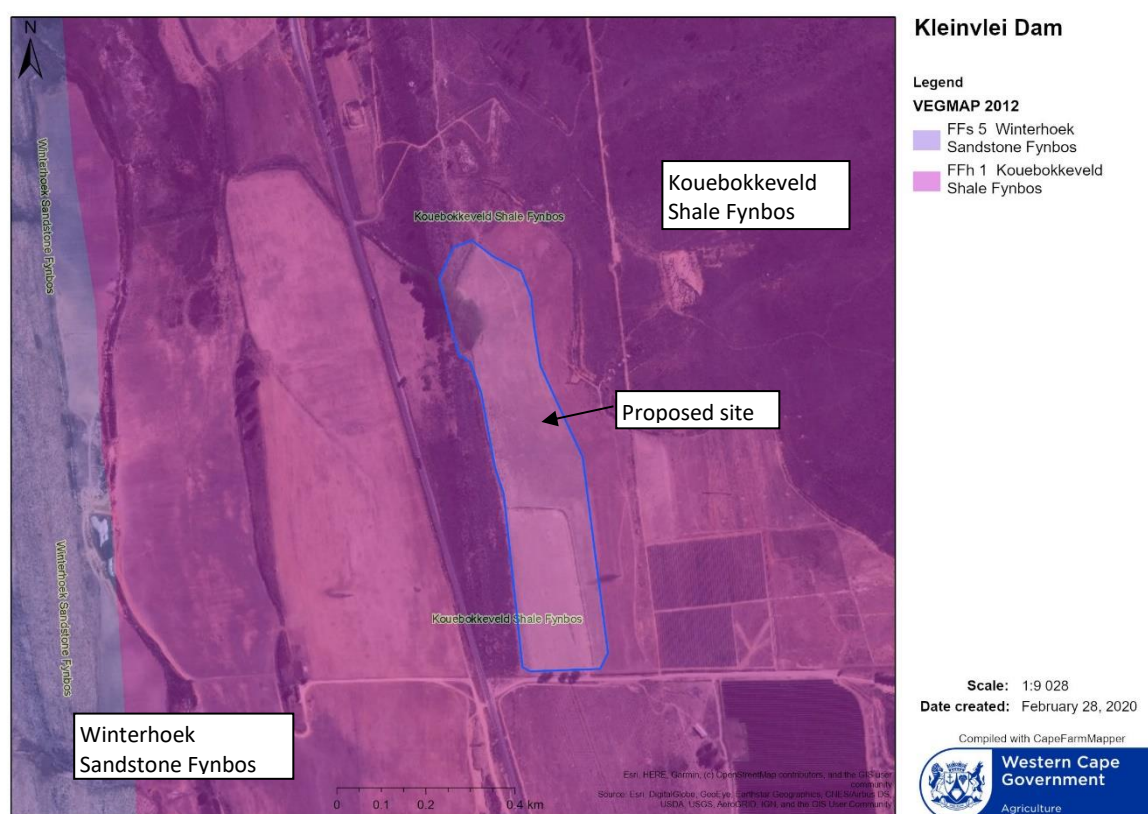 Kleinvlei Dam
Legend
VEGMAP 2012
FFs 5 Winterhoek
Sandstone Fynbos
FFh 1 Kouebokkeveld
Shale Fynbos
N
Winterhoek Sandstone Fynbos
Kouebokkeveld Shale Fynbos
Kouebokkeveld
Shale Fynbos
Proposed site
Winterhoek Sandstone Fynbos
Kouebokkeveld Shale Fynbos
Winterhoek
Sandstone Fynbos
0 0.1 0.2 0.4 km
Esri, HERE, Garmin, (c) OpenStreetMap contributors, and the GIS user
community
Source: Esri, DigitalGlobe, GeoEye, Earthstar Geographics, CNES/Airbus DS,
USDA, USGS, AeroGRID, IGN, and the GIS User Community
Scale: 1:9 028
Date created: February 28, 2020
Compiled with CapeFarmMapper
Western Cape
Government
Agriculture